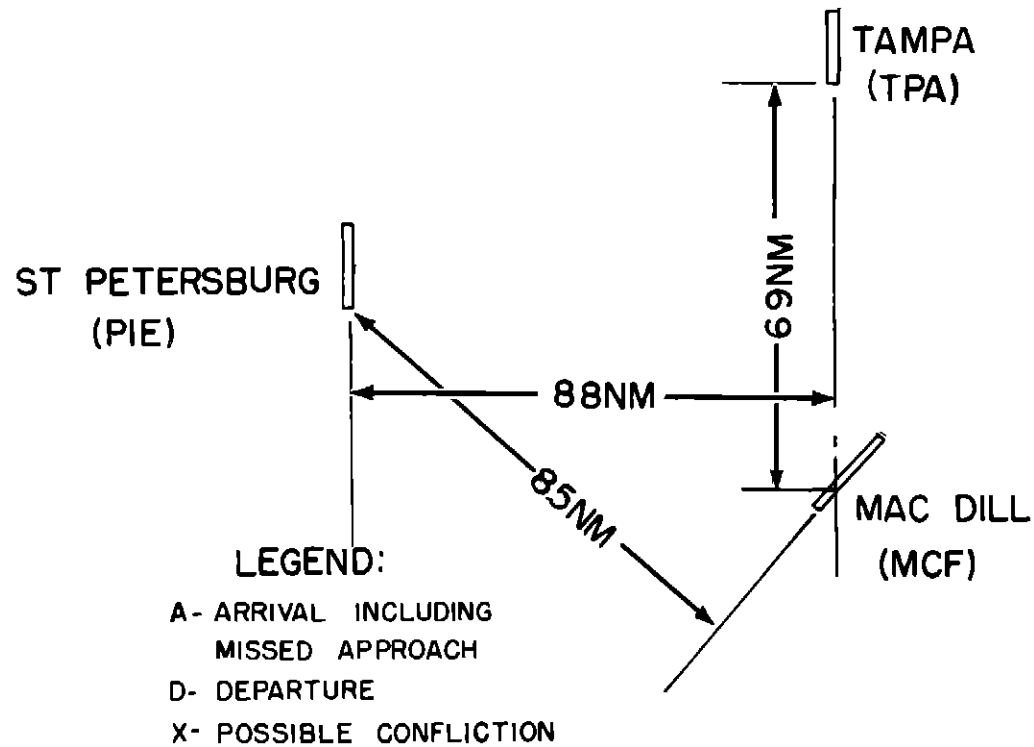 TAMPA
(TPA)
ST PETERSBURG
(PIE)
69NM
88NM
85NM
MAC DILL
(MCF)
LEGEND:
A- ARRIVAL INCLUDING
MISSED APPROACH
D- DEPARTURE
X- POSSIBLE CONFLICTION